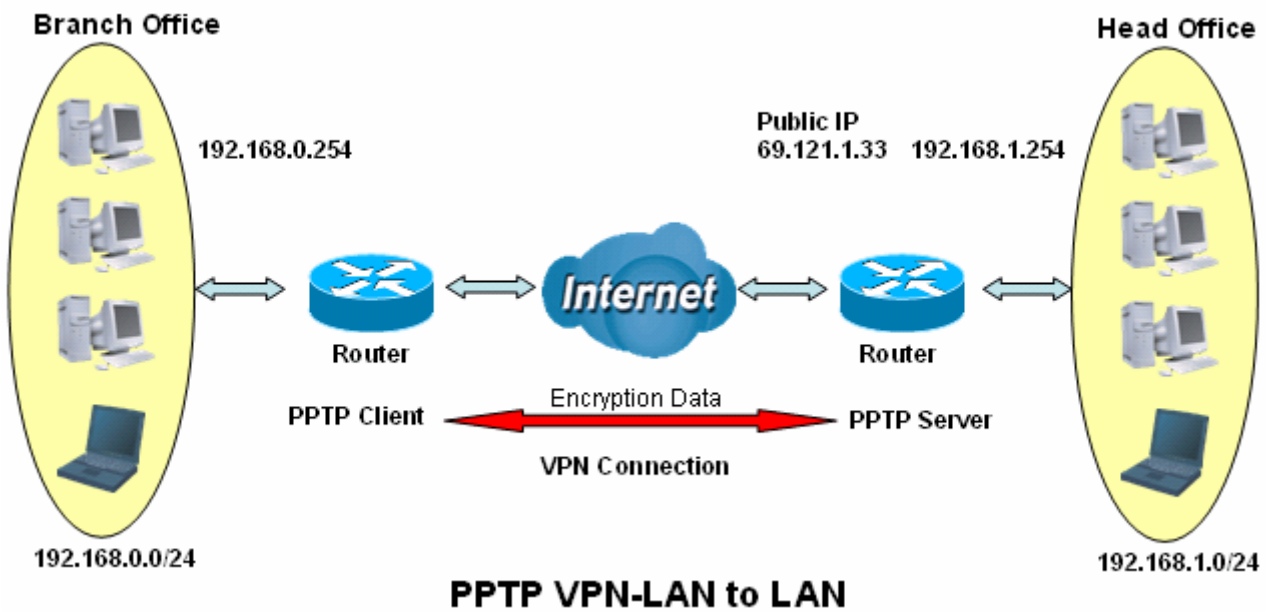 Branch Office
Head Office
192.168.0.254
Public IP
69.121.1.33 192.168.1.254
Internet
Router
Router
PPTP Client
Encryption Data
PPTP Server
VPN Connection
192.168.0.0/24
192.168.1.0/24
PPTP VPN-LAN to LAN